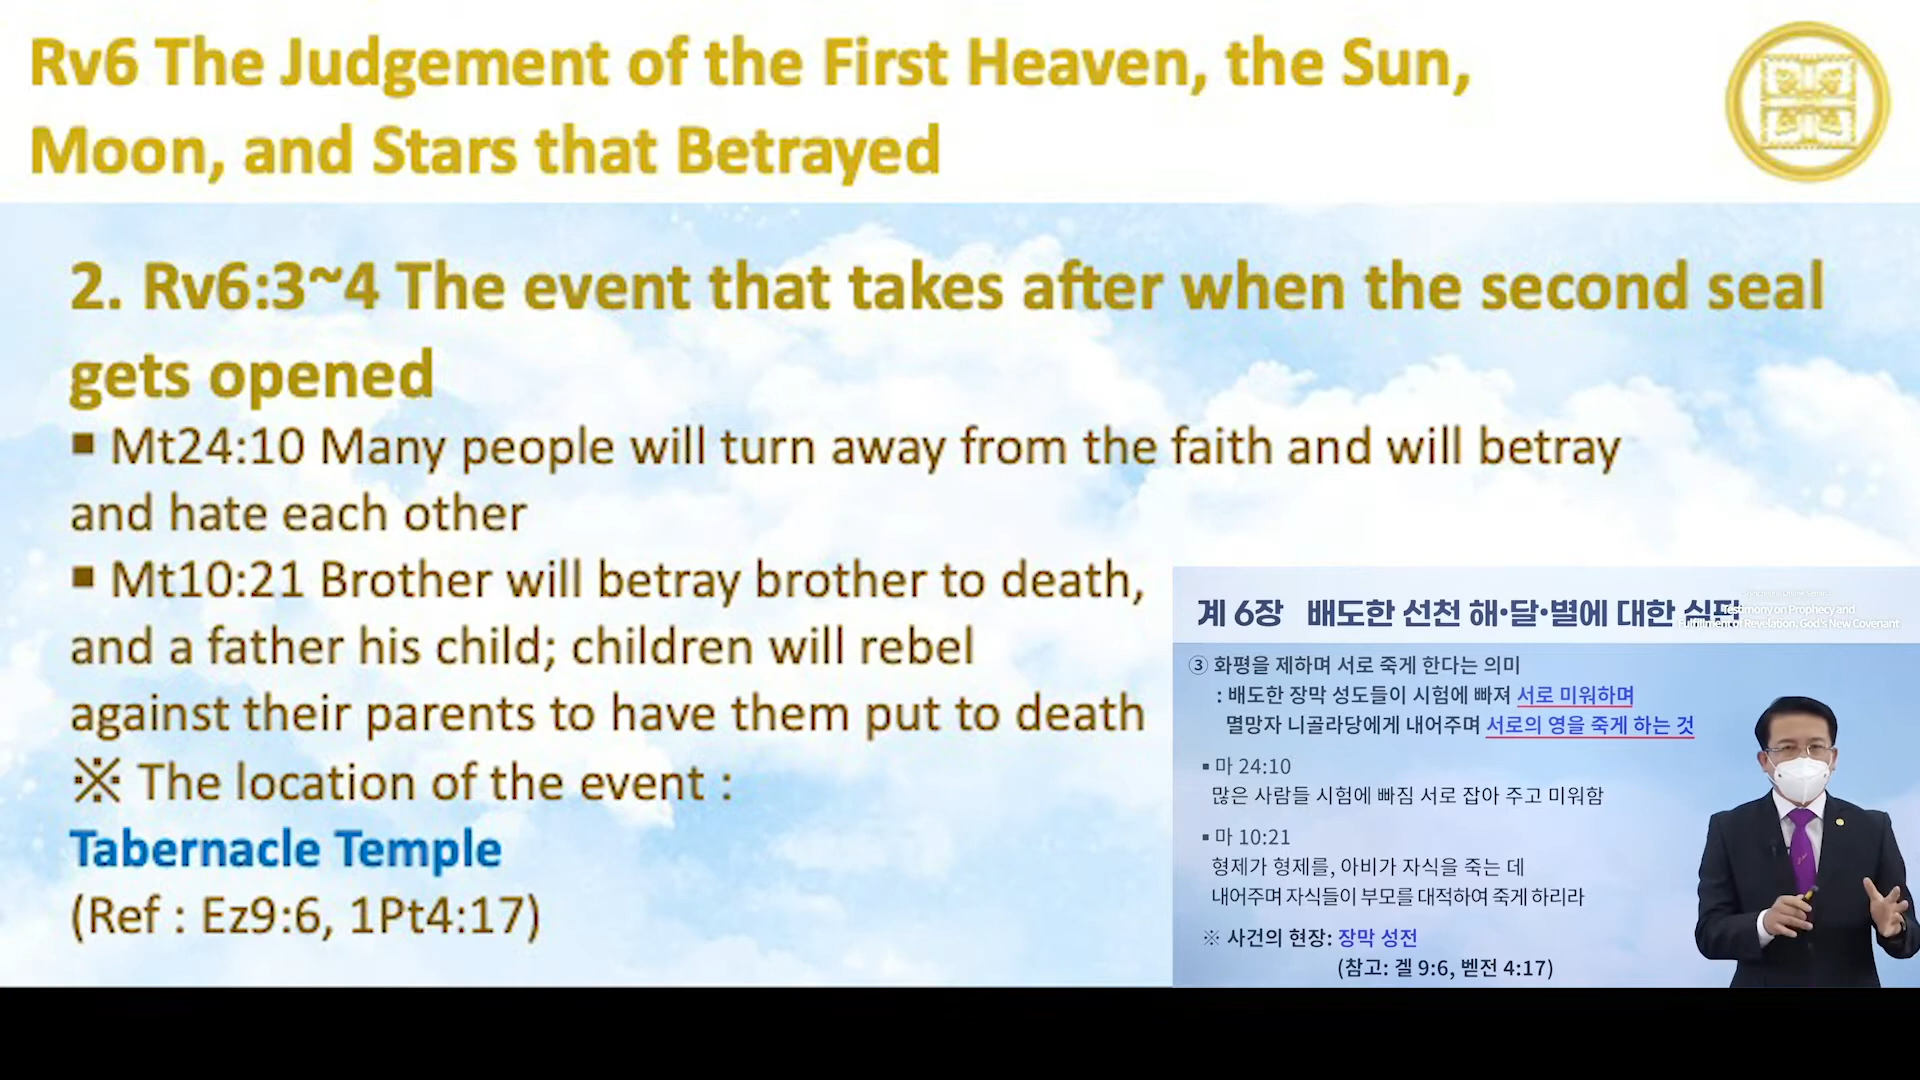 Rv6 The Judgement of the First Heaven, the Sun,
Moon, and Stars that Betrayed
2. Rv6:3~4 The event that takes after when the second seal
gets opened
▪ Mt24:10 Many people will turn away from the faith and will betray
and hate each other
▪ Mt10:21 Brother will betray brother to death,
and a father his child; children will rebel
against their parents to have them put to death
※ The location of the event :
Tabernacle Temple
(Ref : Ez9:6, 1Pt4:17)
계 6장 배도한 선천 해•달•별에 대한 심판
Testimony on Prophecy and
Fulfillment of Revelation, God's New Covenant
③ 화평을 제하며 서로 죽게 한다는 의미
: 배도한 장막 성도들이 시험에 빠져 서로 미워하며
멸망자 니골라당에게 내어주며 서로의 영을 죽게 하는 것
▪ 마 24:10
많은 사람들 시험에 빠짐 서로 잡아 주고 미워함
▪ 마 10:21
형제가 형제를, 아비가 자식을 죽는 데
내어주며 자식들이 부모를 대적하여 죽게 하리라
※ 사건의 현장: 장막 성전
(참고: 겔 9:6, 벧전 4:17)